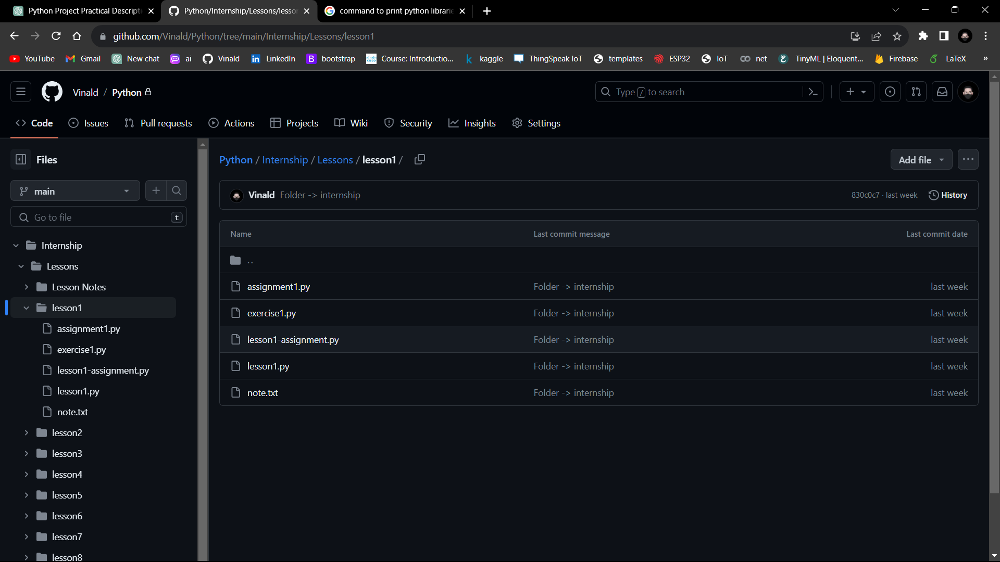 Python Project Practical Descripti
Python/Internship/Lessons/lesson
command to print python librarie
github.com/Vinald/Python/tree/main/Internship/Lessons/lesson1
YouTube
Gmail
New chat
ai
Vinald
LinkedIn
B bootstrap
Course: Introductio...
k kaggle
ThingSpeak IoT
templates
ESP32
IoT
net
TinyML | Eloquent...
Firebase
LaTeX
»
Vinald / Python
Type / to search
Code
Issues
Pull requests
Actions
Projects
Wiki
Security
Insights
Settings
Files
main
Go to file
t
Internship
Lessons
Lesson Notes
lesson1
assignment1.py
exercise1.py
lesson1-assignment.py
lesson1.py
note.txt
lesson2
lesson3
lesson4
lesson5
lesson6
lesson7
lesson8
Python / Internship / Lessons / lesson1 /
Add file
Vinald Folder -> internship
830c0c7 · last week
History
Name Last commit message Last commit date
..
assignment1.py Folder -> internship last week
exercise1.py Folder -> internship last week
lesson1-assignment.py Folder -> internship last week
lesson1.py Folder -> internship last week
note.txt Folder -> internship last week